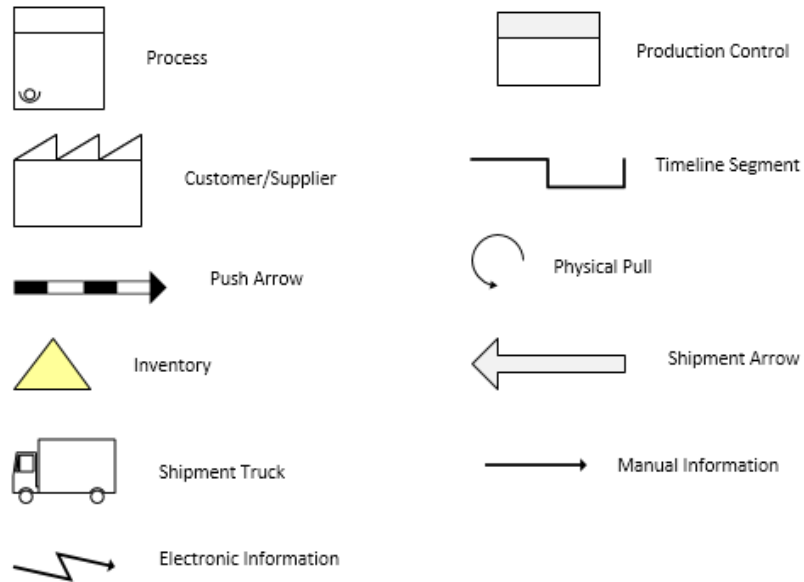 Process
Production Control
Customer/Supplier
Timeline Segment
Push Arrow
Physical Pull
Inventory
Shipment Arrow
Shipment Truck
Manual Information
Electronic Information